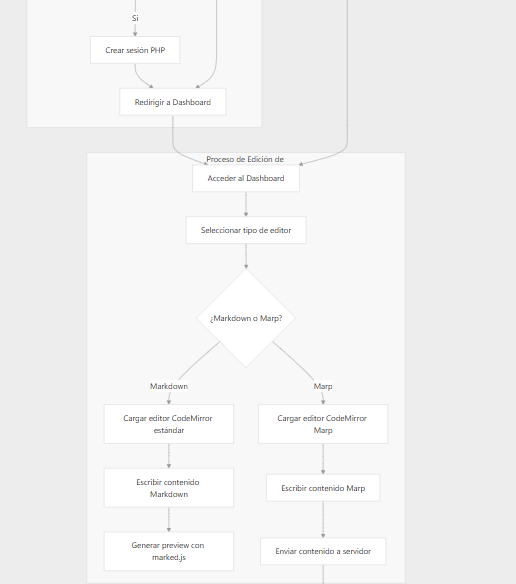 Sí
Crear sesión PHP
Redirigir a Dashboard
Proceso de Edición de
Acceder al Dashboard
Seleccionar tipo de editor
¿Markdown o Marp?
Markdown
Marp
Cargar editor CodeMirror
estándar
Cargar editor CodeMirror
Marp
Escribir contenido
Markdown
Escribir contenido Marp
Generar preview con
marked.js
Enviar contenido a servidor